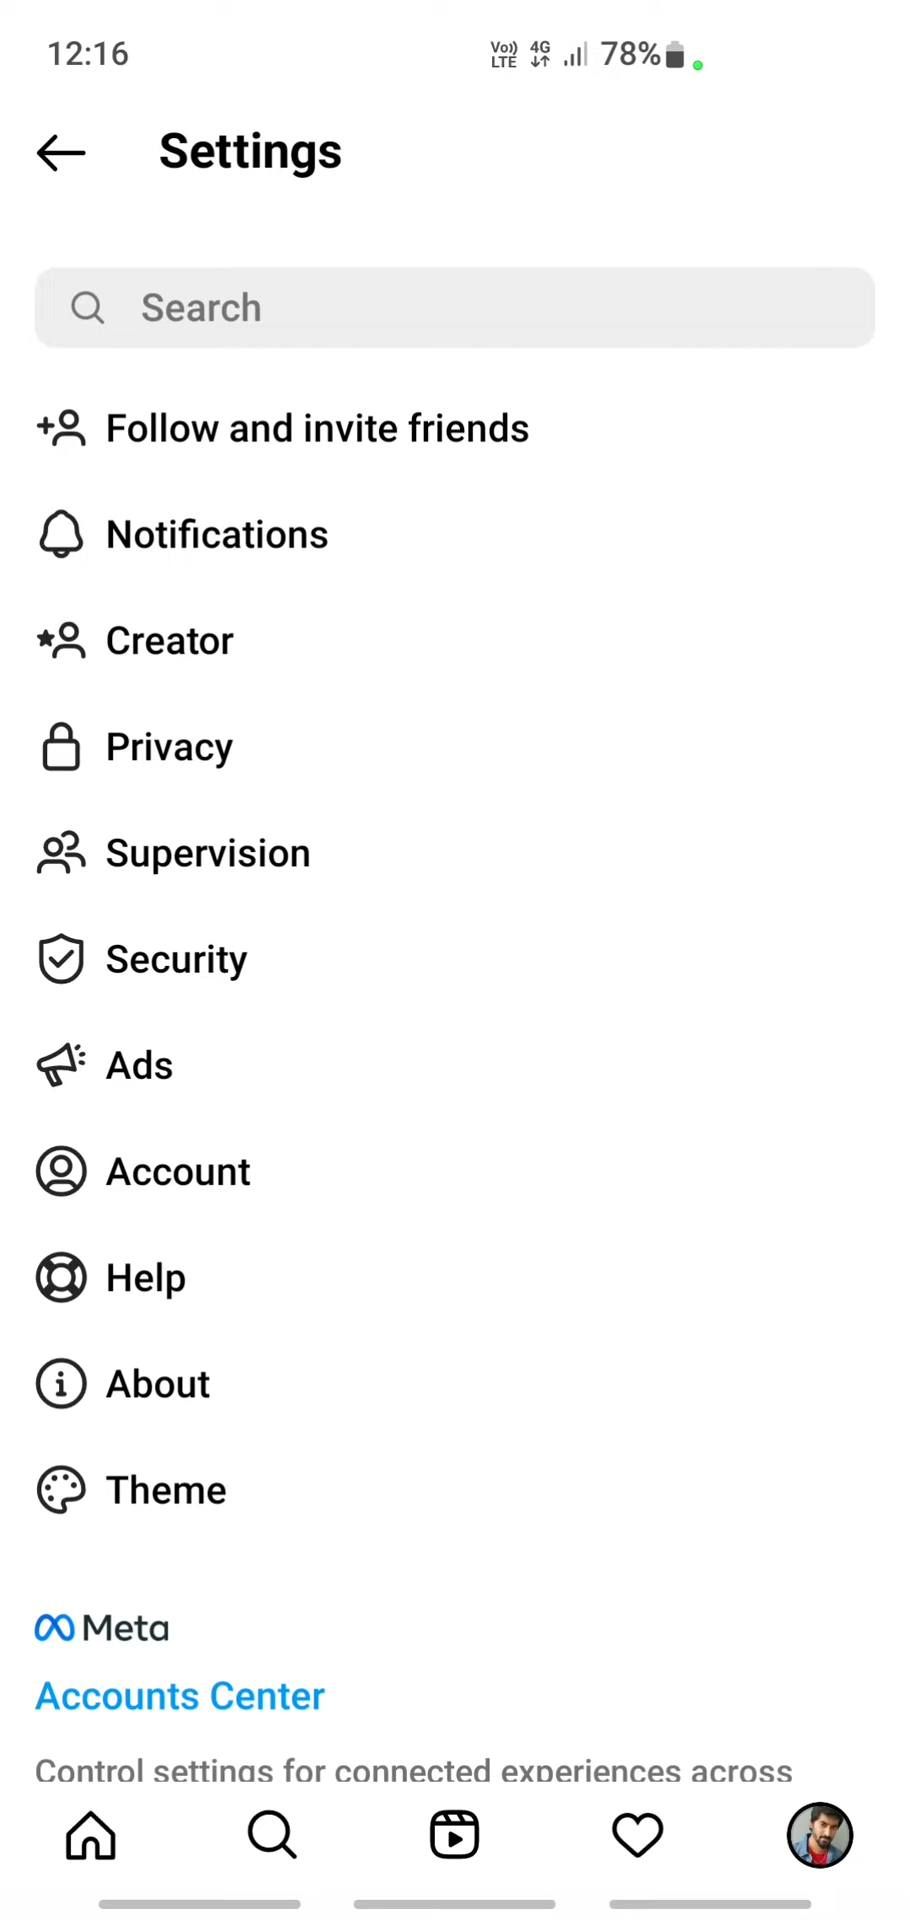 12:16
Vo)) 4G 78%
LTE
Settings
Search
Follow and invite friends
Notifications
Creator
Privacy
Supervision
Security
Ads
Account
Help
About
Theme
Meta
Accounts Center
Control settings for connected experiences across